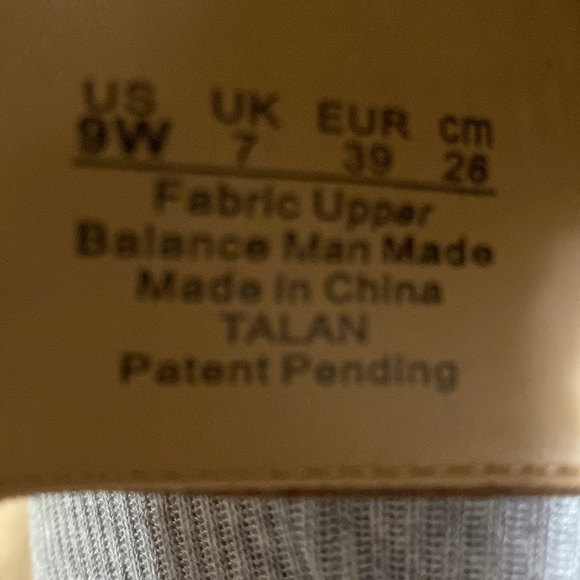 US UK EUR cm
9W 7 39 26
Fabric Upper
Balance Man Made
Made in China
TALAN
Patent Pending